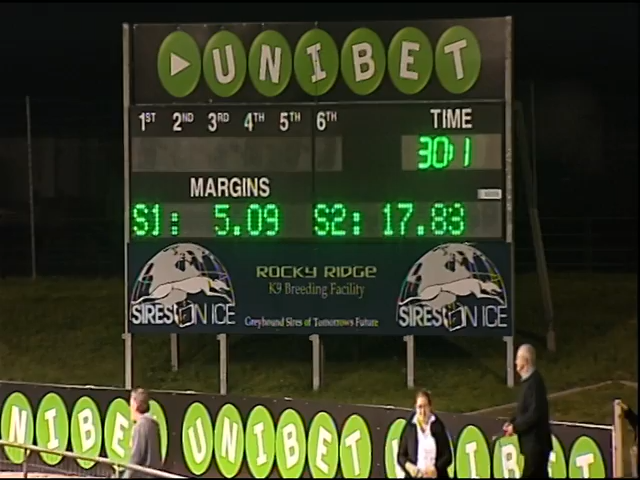 UNIBET
1ST 2ND 3RD 4TH 5TH 6TH TIME
30:1
MARGINS
S1: 5.09 S2: 17.83
ROCKY RIDGE
K9 Breeding Facility
SIRES ON ICE Greyhound Sires of Tomorrows Future SIRES ON ICE
NIBE UNIBET UNIBET